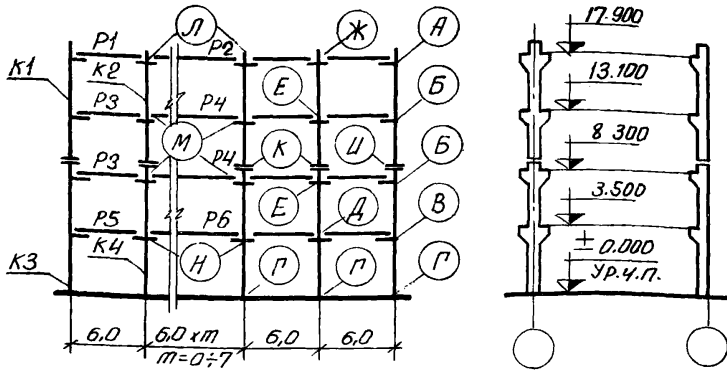 Л Ж А
Р1 Р2
К1 К2
Е Б
Р3 Р4
М К И Б
Р3 Р4
Е Д В
Р5 Р6
К3 К4 Н Г Г Г
6,0 6,0 х m 6,0 6,0
m=0÷7
17.900
13.100
8 300
3.500
± 0.000
УР.Ч.П.